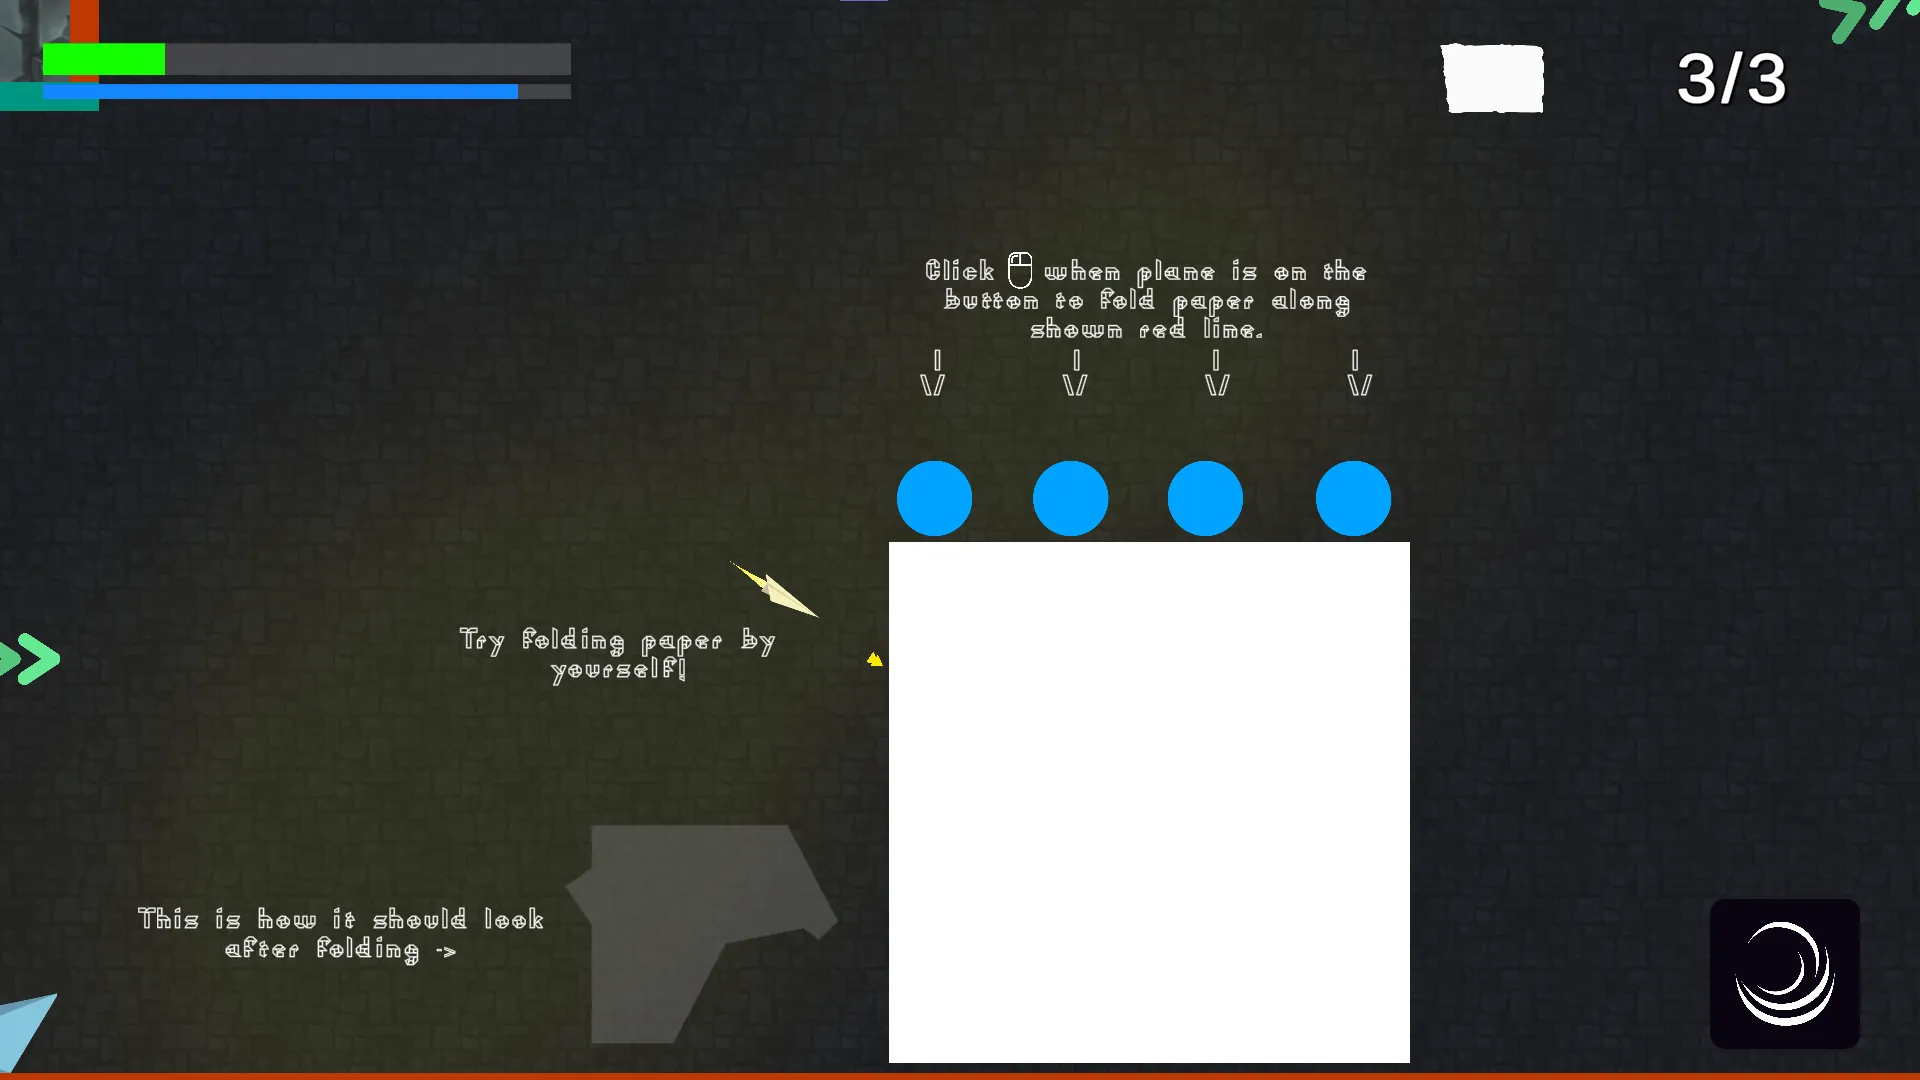 3/3
Click when plane is on the
button to fold paper along
shown red line.
| | | |
\/ \/ \/ \/
Try folding paper by
yourself!
This is how it should look
after folding ->